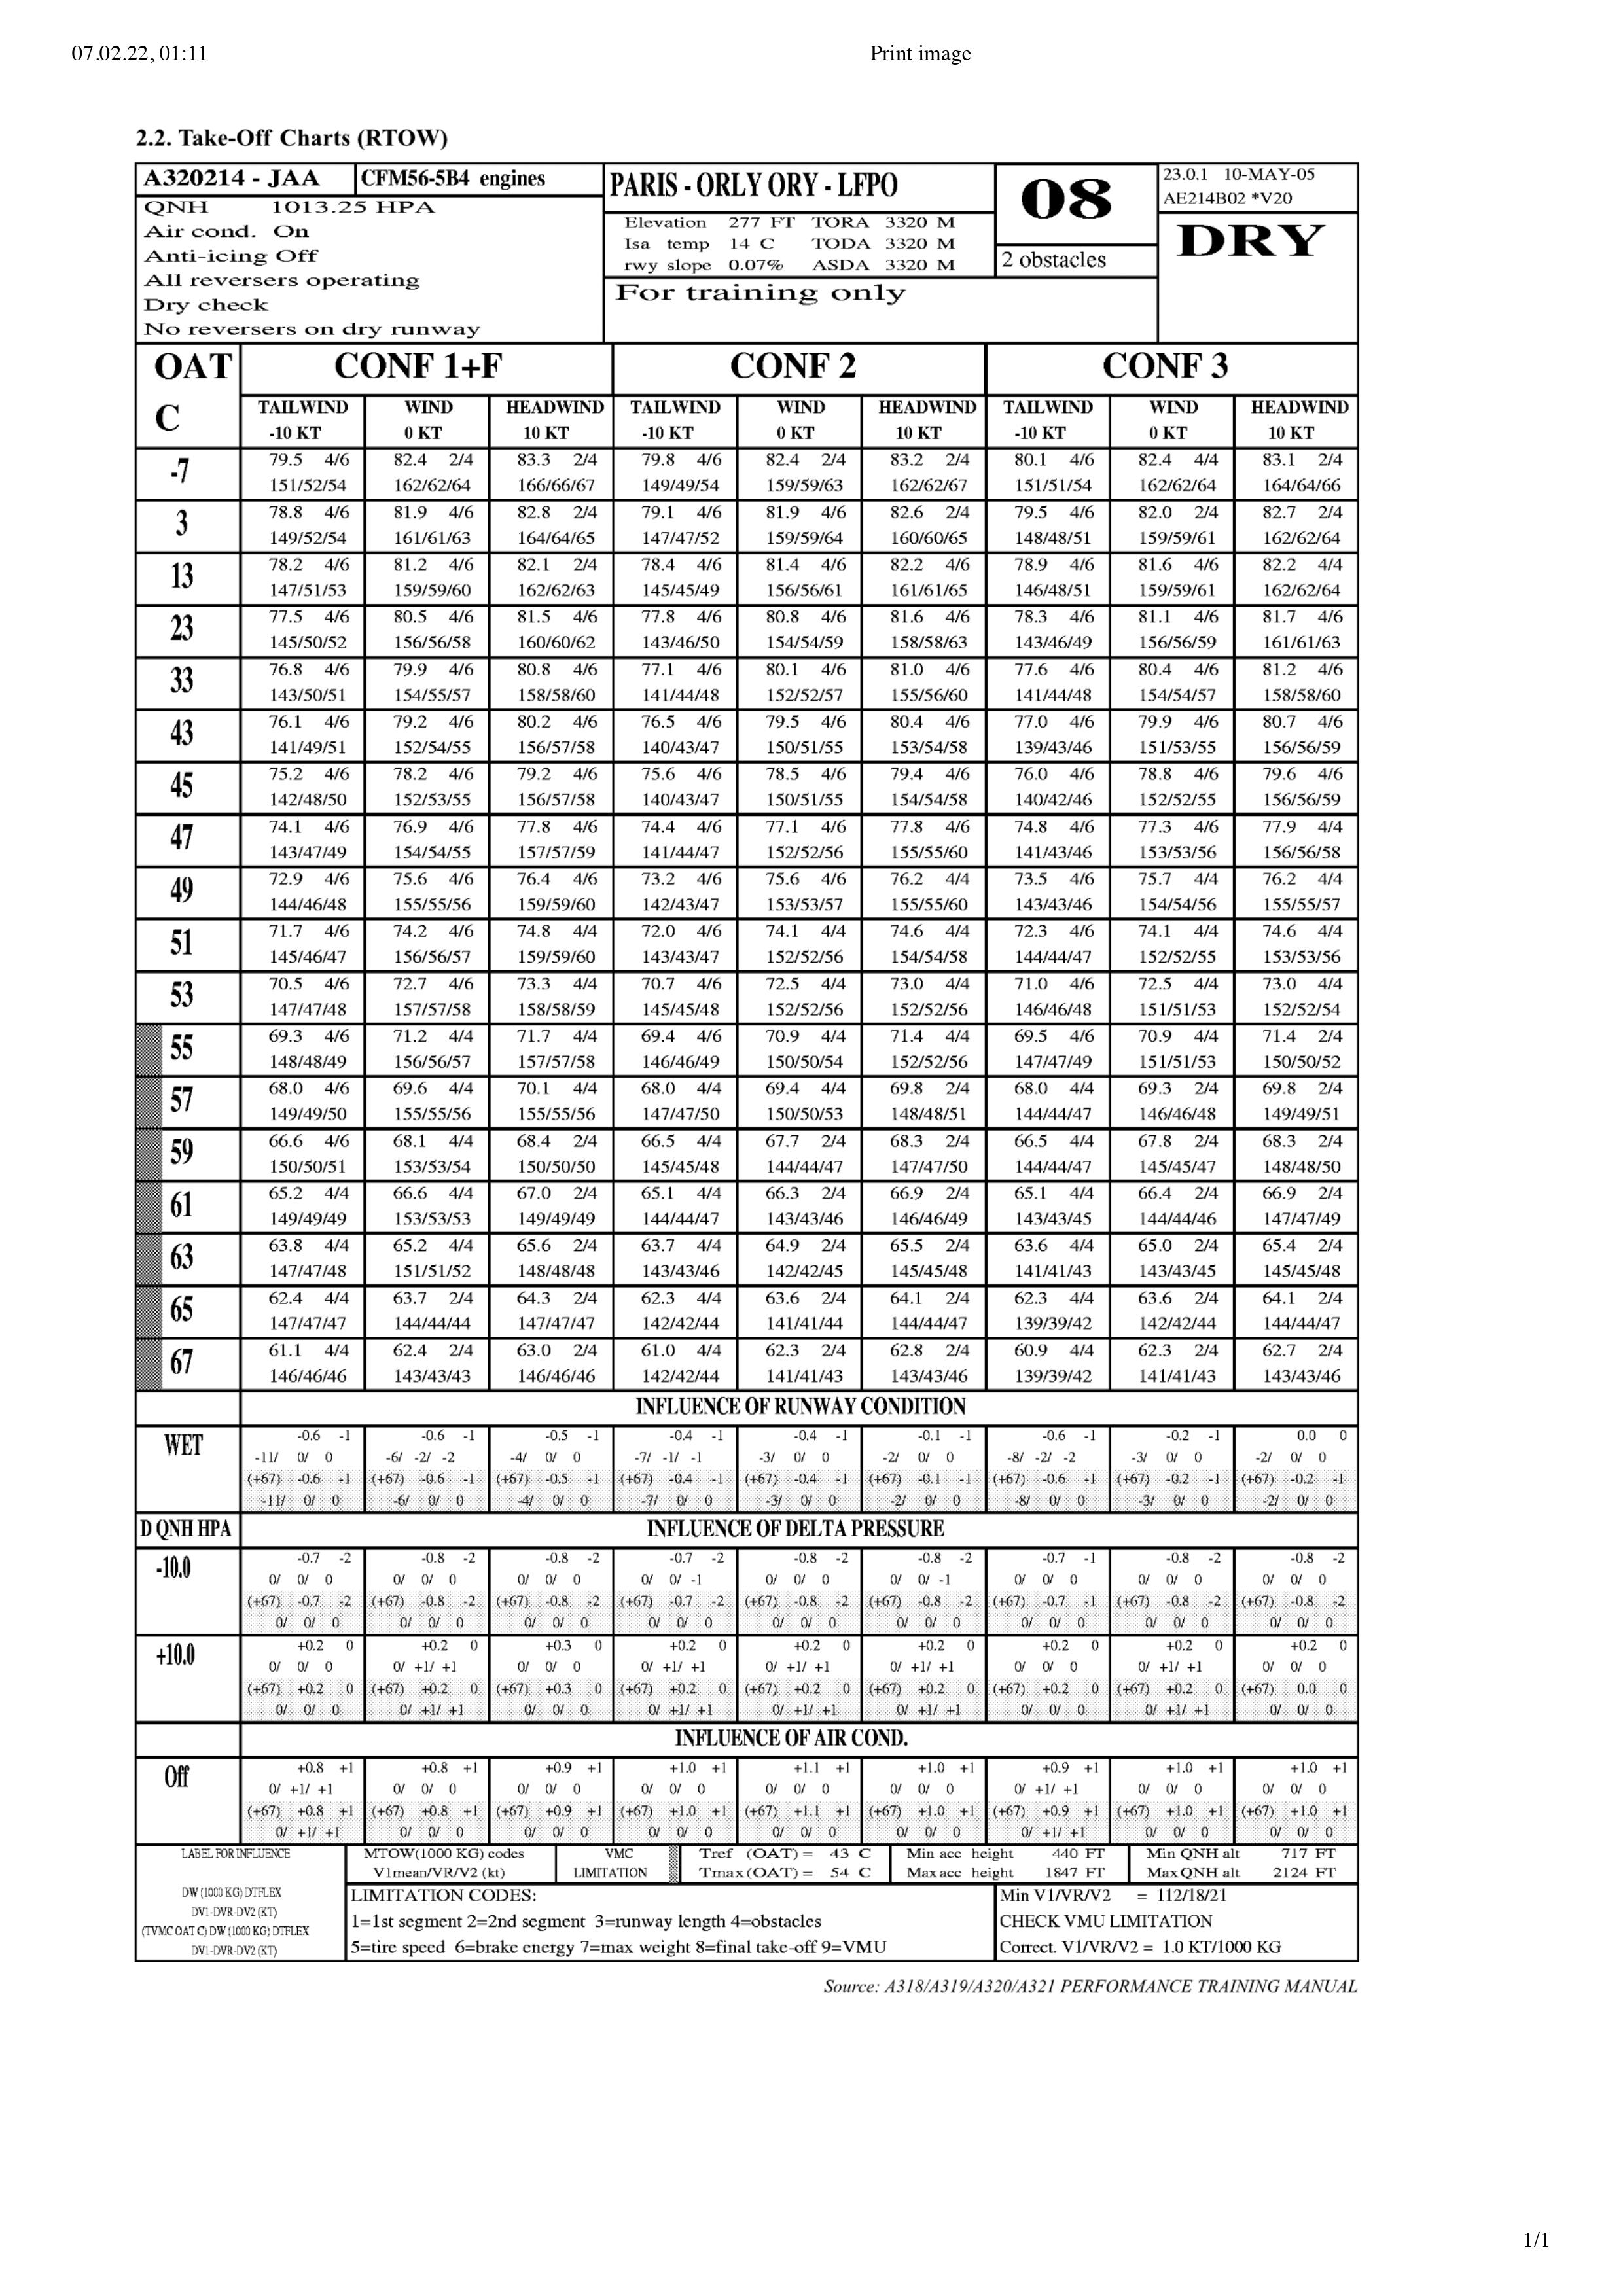 07.02.22, 01:11 Print image
2.2. Take-Off Charts (RTOW)
A320214 - JAA CFM56-5B4 engines PARIS - ORLY ORY - LFPO 08 23.0.1 10-MAY-05
AE214B02 *V20
QNH 1013.25 HPA
Air cond. On
Anti-icing Off
All reversers operating
Dry check
No reversers on dry runway
Elevation 277 FT TORA 3320 M
Isa temp 14 C TODA 3320 M
rwy slope 0.07% ASDA 3320 M
2 obstacles
DRY
For training only
OAT CONF 1+F CONF 2 CONF 3
C TAILWIND WIND HEADWIND TAILWIND WIND HEADWIND TAILWIND WIND HEADWIND
-10 KT 0 KT 10 KT -10 KT 0 KT 10 KT -10 KT 0 KT 10 KT
-7 79.5 4/6 82.4 2/4 83.3 2/4 79.8 4/6 82.4 2/4 83.2 2/4 80.1 4/6 82.4 4/4 83.1 2/4
151/52/54 162/62/64 166/66/67 149/49/54 159/59/63 162/62/67 151/51/54 162/62/64 164/64/66
3 78.8 4/6 81.9 4/6 82.8 2/4 79.1 4/6 81.9 4/6 82.6 2/4 79.5 4/6 82.0 2/4 82.7 2/4
149/52/54 161/61/63 164/64/65 147/47/52 159/59/64 160/60/65 148/48/51 159/59/61 162/62/64
13 78.2 4/6 81.2 4/6 82.1 2/4 78.4 4/6 81.4 4/6 82.2 4/6 78.9 4/6 81.6 4/6 82.2 4/4
147/51/53 159/59/60 162/62/63 145/45/49 156/56/61 161/61/65 146/48/51 159/59/61 162/62/64
23 77.5 4/6 80.5 4/6 81.5 4/6 77.8 4/6 80.8 4/6 81.6 4/6 78.3 4/6 81.1 4/6 81.7 4/6
145/50/52 156/56/58 160/60/62 143/46/50 154/54/59 158/58/63 143/46/49 156/56/59 161/61/63
33 76.8 4/6 79.9 4/6 80.8 4/6 77.1 4/6 80.1 4/6 81.0 4/6 77.6 4/6 80.4 4/6 81.2 4/6
143/50/51 154/55/57 158/58/60 141/44/48 152/52/57 155/56/60 141/44/48 154/54/57 158/58/60
43 76.1 4/6 79.2 4/6 80.2 4/6 76.5 4/6 79.5 4/6 80.4 4/6 77.0 4/6 79.9 4/6 80.7 4/6
141/49/51 152/54/55 156/57/58 140/43/47 150/51/55 153/54/58 139/43/46 151/53/55 156/56/59
45 75.2 4/6 78.2 4/6 79.2 4/6 75.6 4/6 78.5 4/6 79.4 4/6 76.0 4/6 78.8 4/6 79.6 4/6
142/48/50 152/53/55 156/57/58 140/43/47 150/51/55 154/54/58 140/42/46 152/52/55 156/56/59
47 74.1 4/6 76.9 4/6 77.8 4/6 74.4 4/6 77.1 4/6 77.8 4/6 74.8 4/6 77.3 4/6 77.9 4/4
143/47/49 154/54/55 157/57/59 141/44/47 152/52/56 155/55/60 141/43/46 153/53/56 156/56/58
49 72.9 4/6 75.6 4/6 76.4 4/6 73.2 4/6 75.6 4/6 76.2 4/4 73.5 4/6 75.7 4/4 76.2 4/4
144/46/48 155/55/56 159/59/60 142/43/47 153/53/57 155/55/60 143/43/46 154/54/56 155/55/57
51 71.7 4/6 74.2 4/6 74.8 4/4 72.0 4/6 74.1 4/4 74.6 4/4 72.3 4/6 74.1 4/4 74.6 4/4
145/46/47 156/56/57 159/59/60 143/43/47 152/52/56 154/54/58 144/44/47 152/52/55 153/53/56
53 70.5 4/6 72.7 4/6 73.3 4/4 70.7 4/6 72.5 4/4 73.0 4/4 71.0 4/6 72.5 4/4 73.0 4/4
147/47/48 157/57/58 158/58/59 145/45/48 152/52/56 152/52/56 146/46/48 151/51/53 152/52/54
55 69.3 4/6 71.2 4/4 71.7 4/4 69.4 4/6 70.9 4/4 71.4 4/4 69.5 4/6 70.9 4/4 71.4 2/4
148/48/49 156/56/57 157/57/58 146/46/49 150/50/54 152/52/56 147/47/49 151/51/53 150/50/52
57 68.0 4/6 69.6 4/4 70.1 4/4 68.0 4/4 69.4 4/4 69.8 2/4 68.0 4/4 69.3 2/4 69.8 2/4
149/49/50 155/55/56 155/55/56 147/47/50 150/50/53 148/48/51 144/44/47 146/46/48 149/49/51
59 66.6 4/6 68.1 4/4 68.4 2/4 66.5 4/4 67.7 2/4 68.3 2/4 66.5 4/4 67.8 2/4 68.3 2/4
150/50/51 153/53/54 150/50/50 145/45/48 144/44/47 147/47/50 144/44/47 145/45/47 148/48/50
61 65.2 4/4 66.6 4/4 67.0 2/4 65.1 4/4 66.3 2/4 66.9 2/4 65.1 4/4 66.4 2/4 66.9 2/4
149/49/49 153/53/53 149/49/49 144/44/47 143/43/46 146/46/49 143/43/45 144/44/46 147/47/49
63 63.8 4/4 65.2 4/4 65.6 2/4 63.7 4/4 64.9 2/4 65.5 2/4 63.6 4/4 65.0 2/4 65.4 2/4
147/47/48 151/51/52 148/48/48 143/43/46 142/42/45 145/45/48 141/41/43 143/43/45 145/45/48
65 62.4 4/4 63.7 2/4 64.3 2/4 62.3 4/4 63.6 2/4 64.1 2/4 62.3 4/4 63.6 2/4 64.1 2/4
147/47/47 144/44/44 147/47/47 142/42/44 141/41/44 144/44/47 139/39/42 142/42/44 144/44/47
67 61.1 4/4 62.4 2/4 63.0 2/4 61.0 4/4 62.3 2/4 62.8 2/4 60.9 4/4 62.3 2/4 62.7 2/4
146/46/46 143/43/43 146/46/46 142/42/44 141/41/43 143/43/46 139/39/42 141/41/43 143/43/46
INFLUENCE OF RUNWAY CONDITION
WET -0.6 -1 -0.6 -1 -0.5 -1 -0.4 -1 -0.4 -1 -0.1 -1 -0.6 -1 -0.2 -1 0.0 0
-11/ 0/ 0 -6/ -2/ -2 -4/ 0/ 0 -7/ -1/ -1 -3/ 0/ 0 -2/ 0/ 0 -8/ -2/ -2 -3/ 0/ 0 -2/ 0/ 0
(+67) -0.6 -1 (+67) -0.6 -1 (+67) -0.5 -1 (+67) -0.4 -1 (+67) -0.4 -1 (+67) -0.1 -1 (+67) -0.6 -1 (+67) -0.2 -1 (+67) -0.2 -1
-11/ 0/ 0 -6/ 0/ 0 -4/ 0/ 0 -7/ 0/ 0 -3/ 0/ 0 -2/ 0/ 0 -8/ 0/ 0 -3/ 0/ 0 -2/ 0/ 0
D QNH HPA INFLUENCE OF DELTA PRESSURE
-10.0 -0.7 -2 -0.8 -2 -0.8 -2 -0.7 -2 -0.8 -2 -0.8 -2 -0.7 -1 -0.8 -2 -0.8 -2
0/ 0/ 0 0/ 0/ 0 0/ 0/ 0 0/ 0/ -1 0/ 0/ 0 0/ 0/ -1 0/ 0/ 0 0/ 0/ 0 0/ 0/ 0
(+67) -0.7 -2 (+67) -0.8 -2 (+67) -0.8 -2 (+67) -0.7 -2 (+67) -0.8 -2 (+67) -0.8 -2 (+67) -0.7 -1 (+67) -0.8 -2 (+67) -0.8 -2
0/ 0/ 0 0/ 0/ 0 0/ 0/ 0 0/ 0/ 0 0/ 0/ 0 0/ 0/ 0 0/ 0/ 0 0/ 0/ 0 0/ 0/ 0
+10.0 +0.2 0 +0.2 0 +0.3 0 +0.2 0 +0.2 0 +0.2 0 +0.2 0 +0.2 0 +0.2 0
0/ 0/ 0 0/ +1/ +1 0/ 0/ 0 0/ +1/ +1 0/ +1/ +1 0/ +1/ +1 0/ 0/ 0 0/ +1/ +1 0/ 0/ 0
(+67) +0.2 0 (+67) +0.2 0 (+67) +0.3 0 (+67) +0.2 0 (+67) +0.2 0 (+67) +0.2 0 (+67) +0.2 0 (+67) +0.2 0 (+67) 0.0 0
0/ 0/ 0 0/ +1/ +1 0/ 0/ 0 0/ +1/ +1 0/ +1/ +1 0/ +1/ +1 0/ 0/ 0 0/ +1/ +1 0/ 0/ 0
INFLUENCE OF AIR COND.
Off +0.8 +1 +0.8 +1 +0.9 +1 +1.0 +1 +1.1 +1 +1.0 +1 +0.9 +1 +1.0 +1 +1.0 +1
0/ +1/ +1 0/ 0/ 0 0/ 0/ 0 0/ 0/ 0 0/ 0/ 0 0/ 0/ 0 0/ +1/ +1 0/ 0/ 0 0/ 0/ 0
(+67) +0.8 +1 (+67) +0.8 +1 (+67) +0.9 +1 (+67) +1.0 +1 (+67) +1.1 +1 (+67) +1.0 +1 (+67) +0.9 +1 (+67) +1.0 +1 (+67) +1.0 +1
0/ +1/ +1 0/ 0/ 0 0/ 0/ 0 0/ 0/ 0 0/ 0/ 0 0/ 0/ 0 0/ +1/ +1 0/ 0/ 0 0/ 0/ 0
LABEL FOR INFLUENCE MTOW(1000 KG) codes VMC Tref (OAT) = 43 C Min acc height 440 FT Min QNH alt 717 FT
V1mean/VR/V2 (kt) LIMITATION Tmax(OAT) = 54 C Max acc height 1847 FT Max QNH alt 2124 FT
DW (1000 KG) DTFLEX
DV1-DVR-DV2 (KT)
(TVMC OAT C) DW (1000 KG) DTFLEX
DV1-DVR-DV2 (KT)
LIMITATION CODES:
1=1st segment 2=2nd segment 3=runway length 4=obstacles
5=tire speed 6=brake energy 7=max weight 8=final take-off 9=VMU
Min V1/VR/V2 = 112/18/21
CHECK VMU LIMITATION
Correct. V1/VR/V2 = 1.0 KT/1000 KG
Source: A318/A319/A320/A321 PERFORMANCE TRAINING MANUAL
1/1